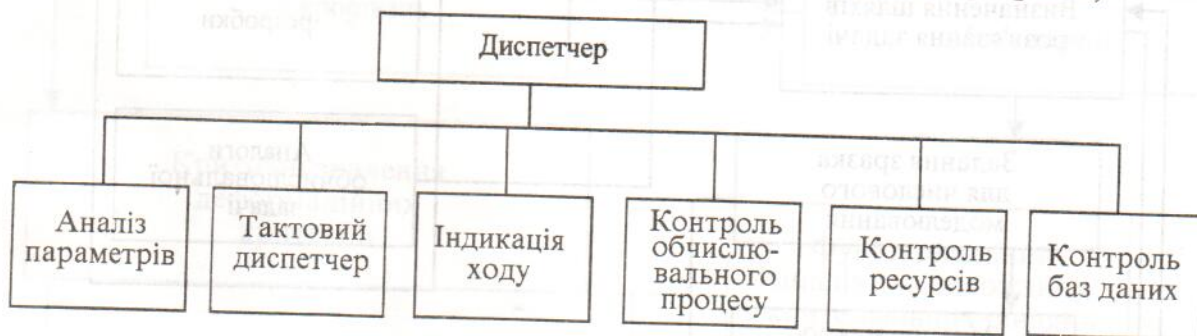 Диспетчер
Аналіз
параметрів
Тактовий
диспетчер
Індикація
ходу
Контроль
обчислю-
вального
процесу
Контроль
ресурсів
Контроль
баз даних